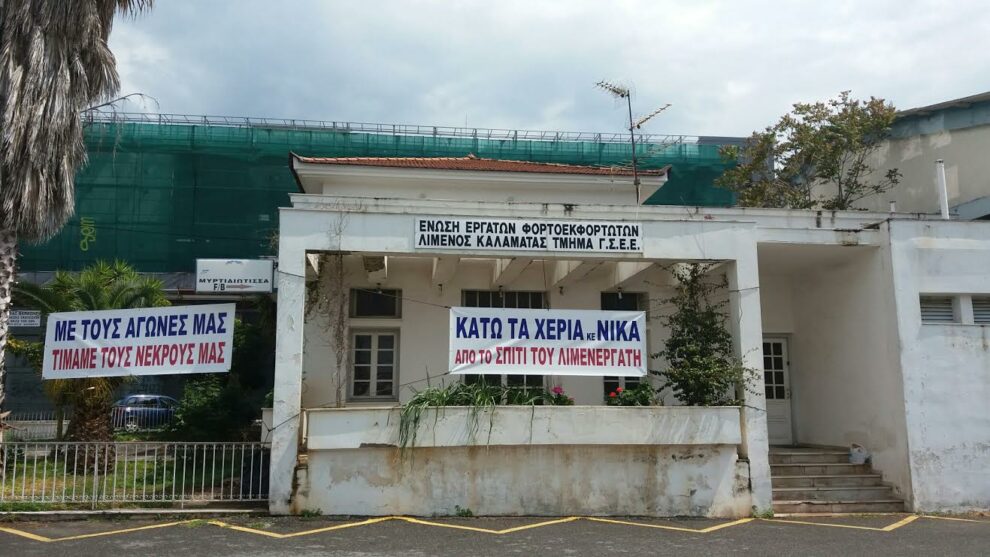 ΕΝΩΣΗ ΕΡΓΑΤΩΝ ΦΟΡΤΟΕΚΦΟΡΤΩΤΩΝ
ΛΙΜΕΝΟΣ ΚΑΛΑΜΑΤΑΣ ΤΜΗΜΑ Γ.Σ.Ε.Ε.
ΜΥΡΤΙΔΙΩΤΙΣΣΑ
F/B
ΜΕ ΤΟΥΣ ΑΓΩΝΕΣ ΜΑΣ
ΤΙΜΑΜΕ ΤΟΥΣ ΝΕΚΡΟΥΣ ΜΑΣ
ΚΑΤΩ ΤΑ ΧΕΡΙΑ κε ΝΙΚΑ
ΑΠΟ ΤΟ ΣΠΙΤΙ ΤΟΥ ΛΙΜΕΝΕΡΓΑΤΗ